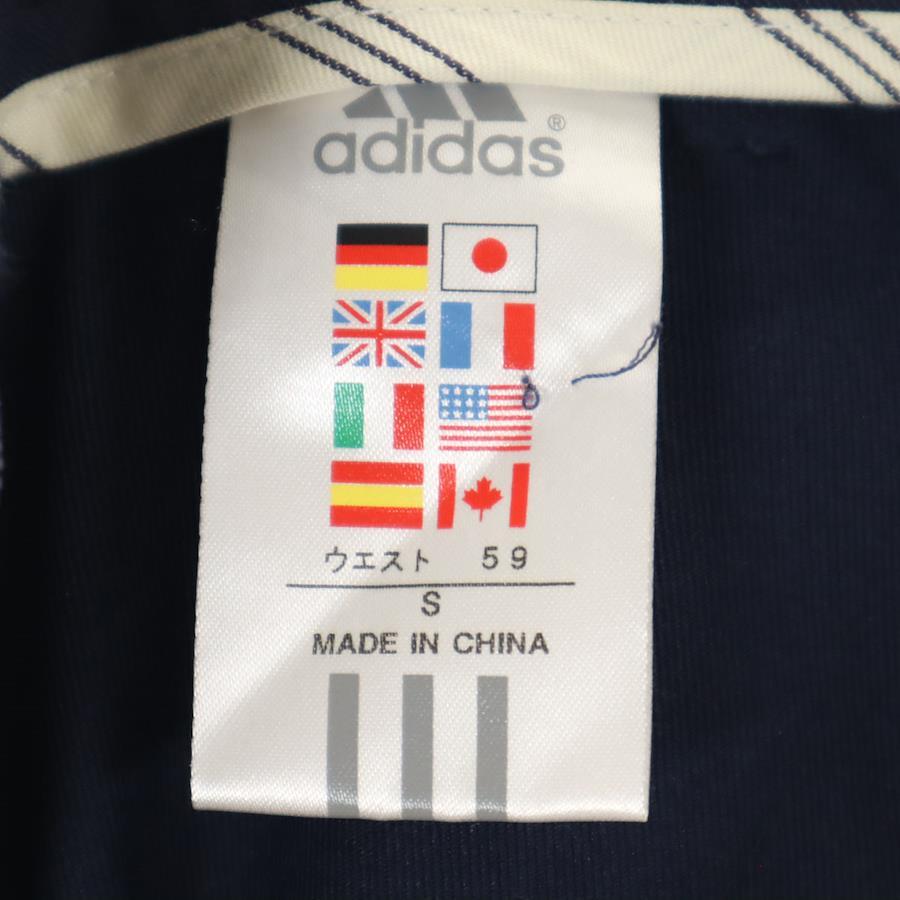 adidas®
ウエスト 59
S
MADE IN CHINA